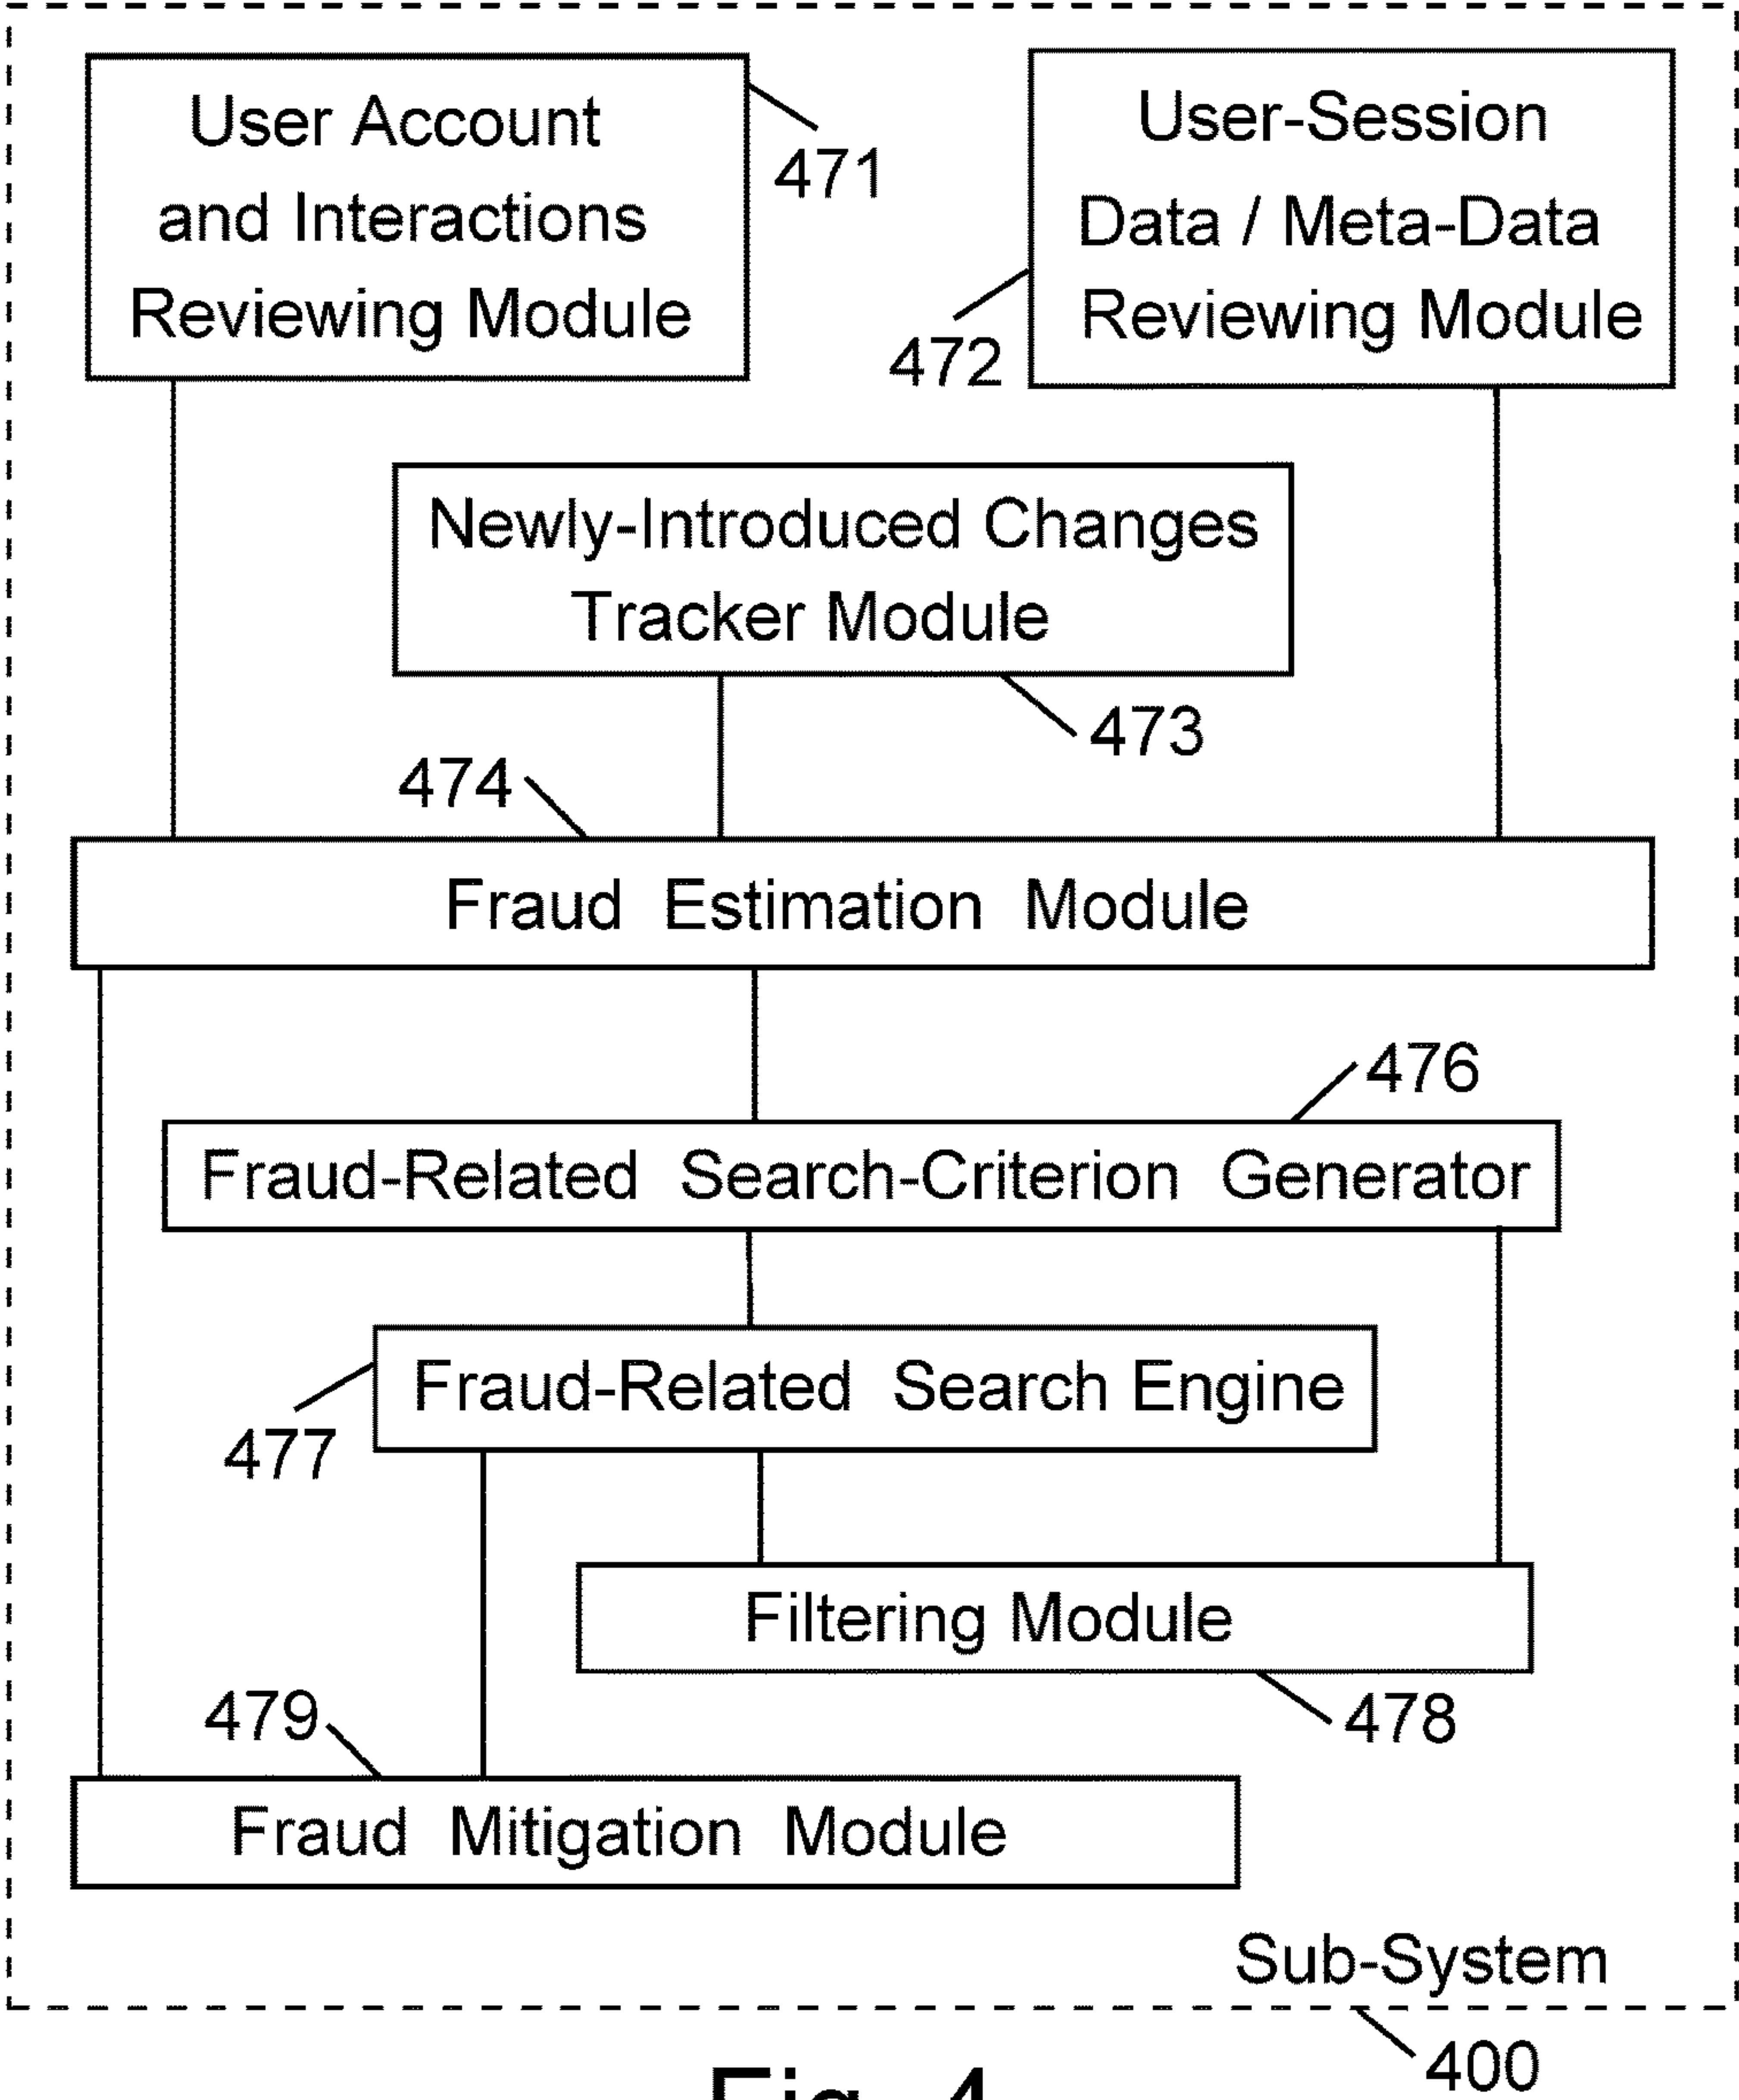 User Account
and Interactions
Reviewing Module
471
User-Session
Data / Meta-Data
Reviewing Module
472
Newly-Introduced Changes
Tracker Module
473
474
Fraud Estimation Module
476
Fraud-Related Search-Criterion Generator
Fraud-Related Search Engine
477
Filtering Module
478
479
Fraud Mitigation Module
Sub-System
400
Fig. 4